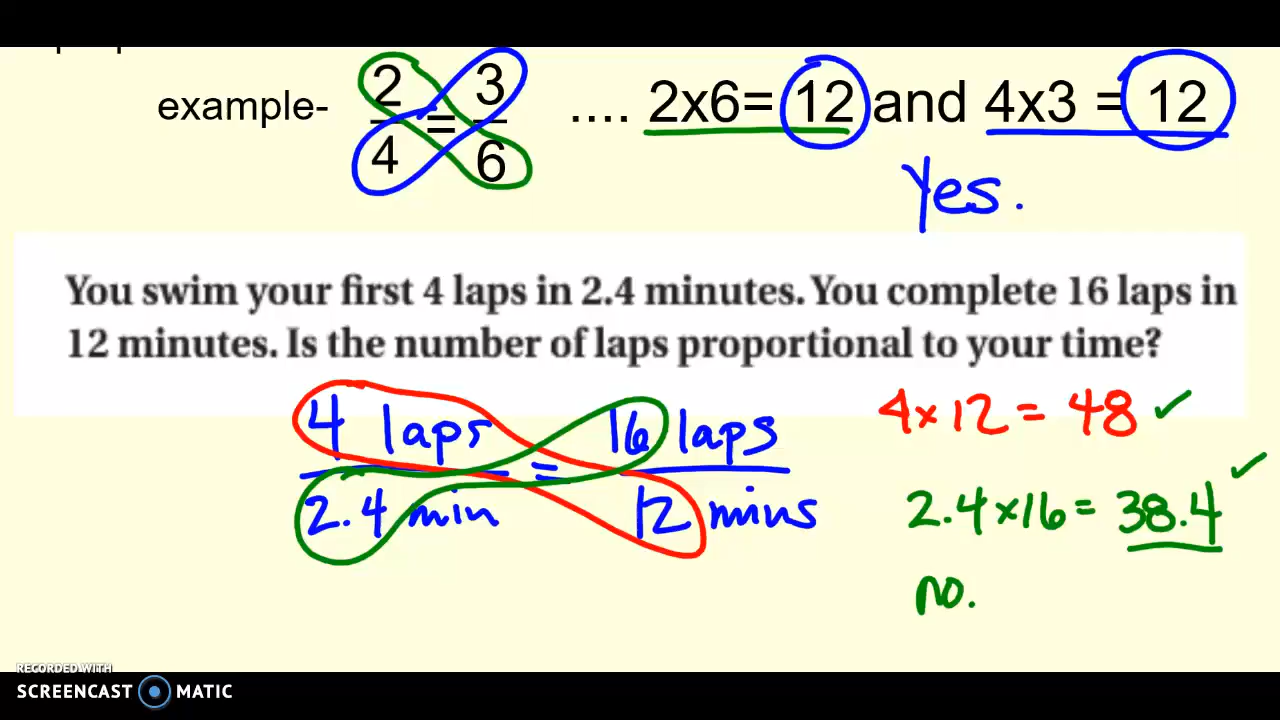 example- 2/4 = 3/6 .... 2x6= 12 and 4x3 = 12
Yes.
You swim your first 4 laps in 2.4 minutes. You complete 16 laps in
12 minutes. Is the number of laps proportional to your time?
4 laps / 2.4 min = 16 laps / 12 mins
4 x 12 = 48 ✓
2.4 x 16 = 38.4 ✓
no.
RECORDED WITH
SCREENCAST MATIC